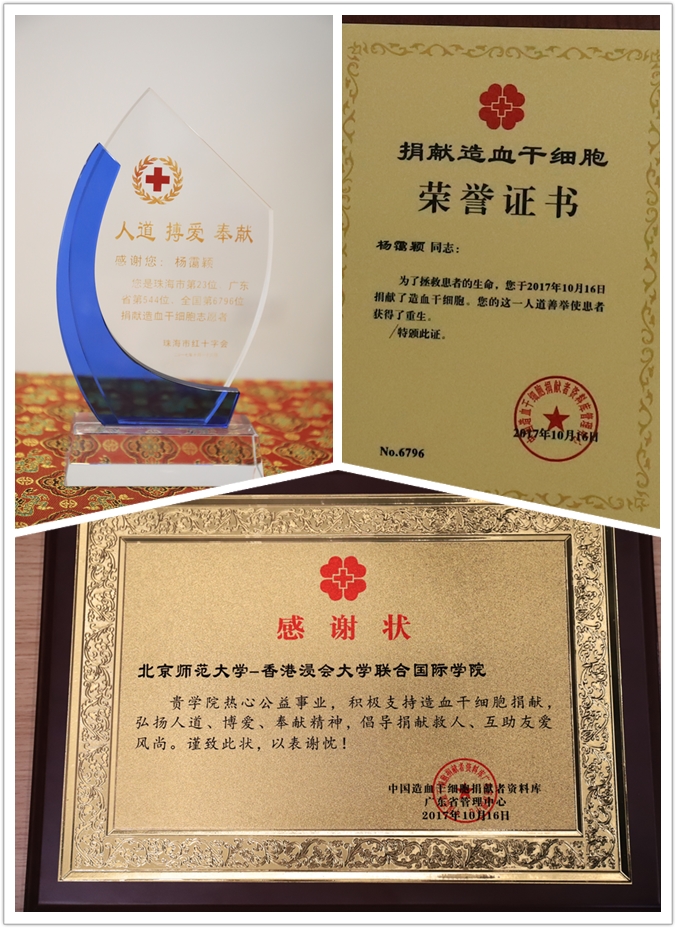 人道 搏爱 奉献
感谢您：杨霭颖
您是珠海市第23位、广东
省第544位、全国第6796位
捐献造血干细胞志愿者
珠海市红十字会
捐献造血干细胞
荣誉证书
杨霭颖 同志：
为了拯救患者的生命，您于2017年10月16日
捐献了造血干细胞。您的这一人道善举使患者
获得了重生。
特颁此证。
2017年10月16日
No.6796
感谢状
北京师范大学-香港浸会大学联合国际学院
贵学院热心公益事业，积极支持造血干细胞捐献，
弘扬人道、博爱、奉献精神，倡导捐献救人、互助友爱
风尚。谨致此状，以表谢忱！
中国造血干细胞捐献者资料库
广东省管理中心
2017年10月16日